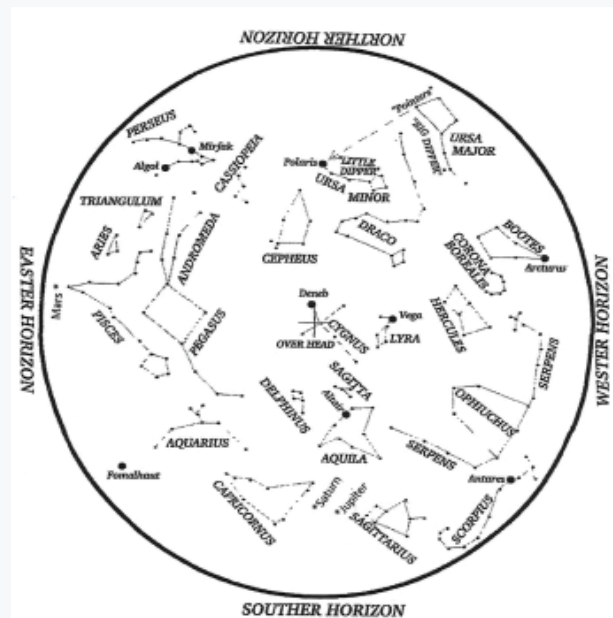 NORTHER HORIZON
"Pointers"
PERSEUS
Mirfak
Algol
CASSIOPEIA
Polaris
"LITTLE
DIPPER"
URSA
MINOR
"BIG DIPPER"
URSA
MAJOR
TRIANGULUM
ARIES
ANDROMEDA
CEPHEUS
DRACO
BOOTES
CORONA
BOREALIS
Arcturus
EASTER HORIZON
Mars
PISCES
PEGASUS
Deneb
CYGNUS
OVER HEAD
Vega
LYRA
HERCULES
SERPENS
WESTER HORIZON
SAGITTA
DELPHINUS
Altair
AQUILA
OPHIUCHUS
SERPENS
AQUARIUS
Fomalhaut
CAPRICORNUS
Saturn
Jupiter
SAGITTARIUS
Antares
SCORPIUS
SOUTHER HORIZON